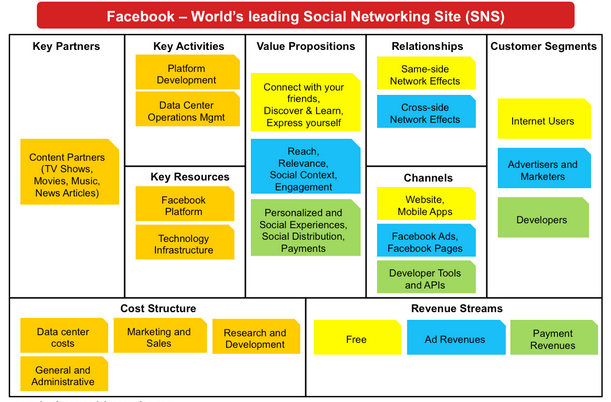 Facebook – World's leading Social Networking Site (SNS)
Key Partners
Content Partners
(TV Shows,
Movies, Music,
News Articles)
Key Activities
Platform
Development
Data Center
Operations Mgmt
Key Resources
Facebook
Platform
Technology
Infrastructure
Value Propositions
Connect with your
friends,
Discover & Learn,
Express yourself
Reach,
Relevance,
Social Context,
Engagement
Personalized and
Social Experiences,
Social Distribution,
Payments
Relationships
Same-side
Network Effects
Cross-side
Network Effects
Channels
Website,
Mobile Apps
Facebook Ads,
Facebook Pages
Developer Tools
and APIs
Customer Segments
Internet Users
Advertisers and
Marketers
Developers
Cost Structure
Data center
costs
Marketing and
Sales
Research and
Development
General and
Administrative
Revenue Streams
Free
Ad Revenues
Payment
Revenues